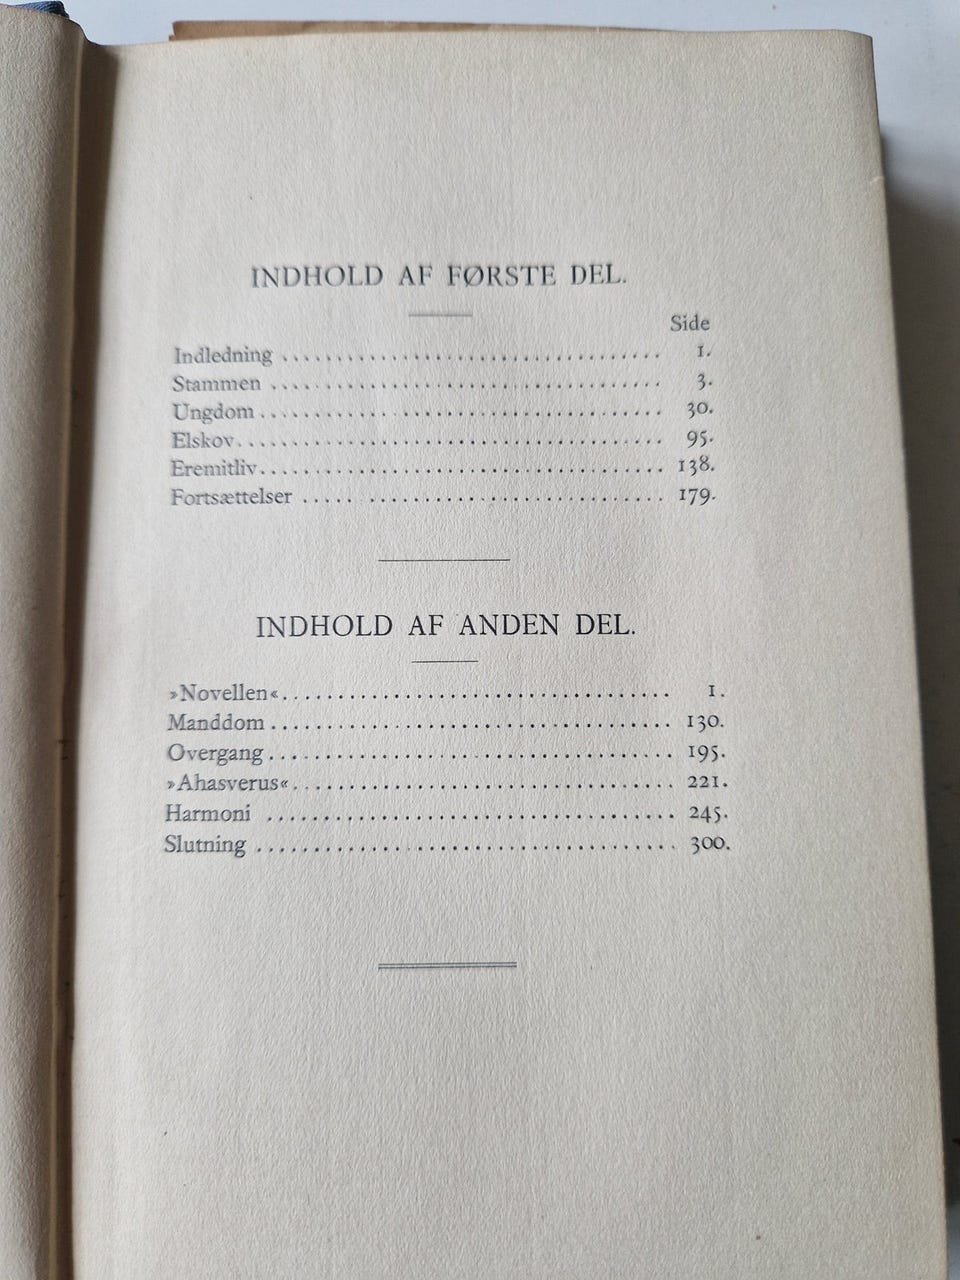 INDHOLD AF FØRSTE DEL.
Side
Indledning ........................................ 1.
Stammen ........................................ 3.
Ungdom ........................................ 30.
Elskov ........................................ 95.
Eremitliv ........................................ 138.
Fortsættelser ........................................ 179.
INDHOLD AF ANDEN DEL.
»Novellen« ........................................ 1.
Manddom ........................................ 130.
Overgang ........................................ 195.
»Ahasverus« ........................................ 221.
Harmoni ........................................ 245.
Slutning ........................................ 300.